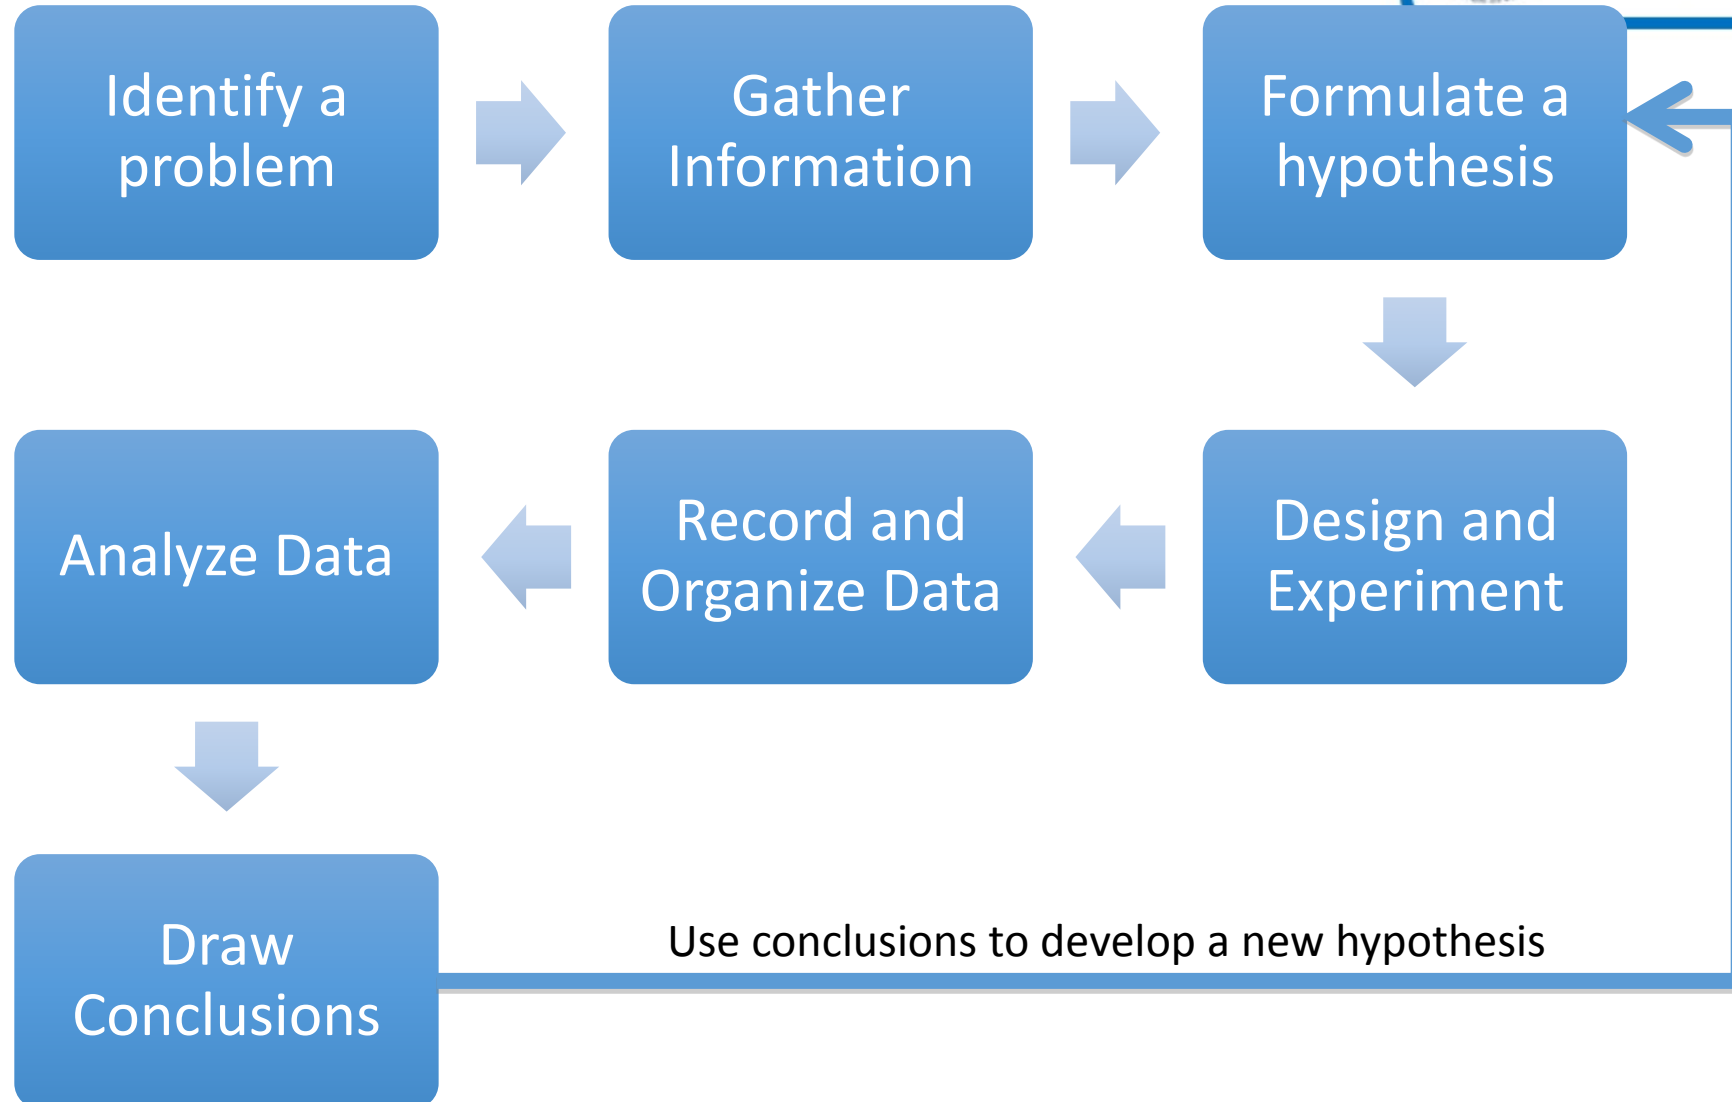 Identify a
problem
Gather
Information
Formulate a
hypothesis
Design and
Experiment
Record and
Organize Data
Analyze Data
Draw
Conclusions
Use conclusions to develop a new hypothesis